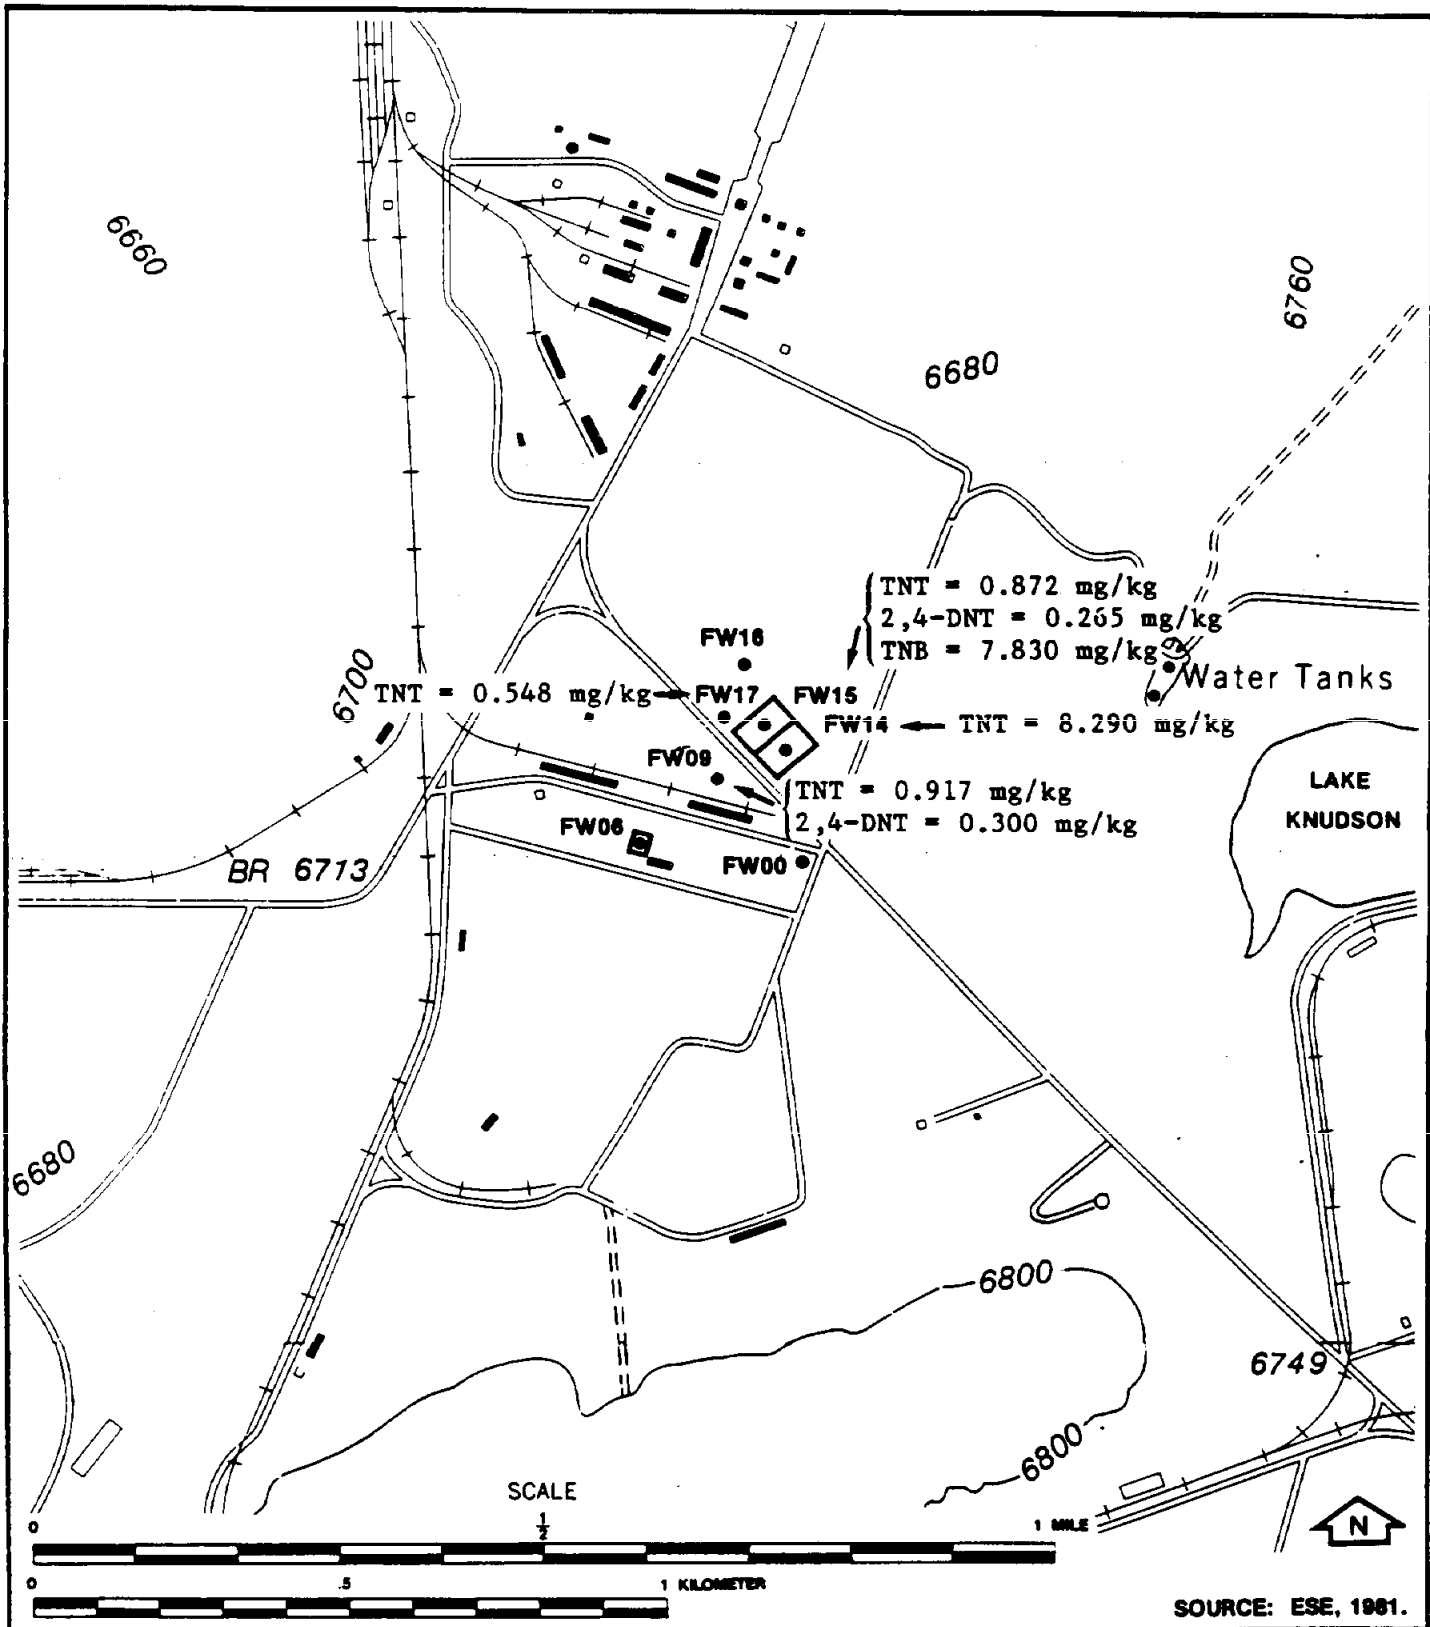 6660
6760
6680
TNT = 0.872 mg/kg
2,4-DNT = 0.265 mg/kg
TNB = 7.830 mg/kg
FW16
Water Tanks
6700
TNT = 0.548 mg/kg
FW17
FW15
FW14
TNT = 8.290 mg/kg
FW09
LAKE
KNUDSON
TNT = 0.917 mg/kg
2,4-DNT = 0.300 mg/kg
FW06
FW00
BR 6713
6680
6800
6749
6800
SCALE
0 1/2 1 MILE
N
0 .5 1 KILOMETER
SOURCE: ESE, 1981.